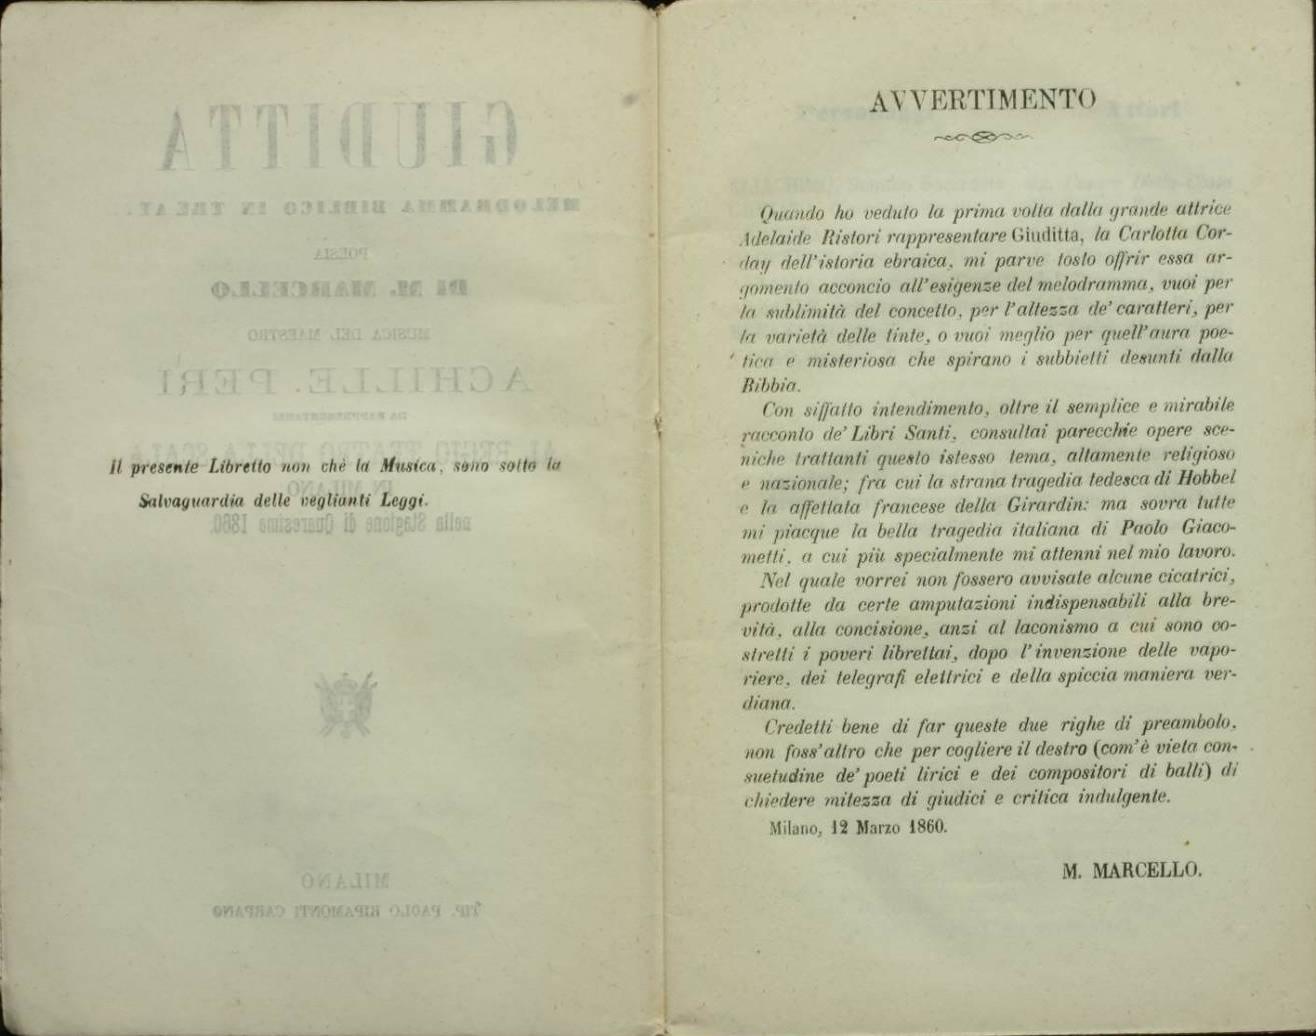 Il presente Libretto non chè la Musica, sono sotto la
Salvaguardia delle veglianti Leggi.
AVVERTIMENTO
Quando ho veduto la prima volta dalla grande attrice
Adelaide Ristori rappresentare Giuditta, la Carlotta Cor-
day dell'istoria ebraica, mi parve tosto offrir essa ar-
gomento acconcio all'esigenze del melodramma, vuoi per
la sublimità del concetto, per l'altezza de' caratteri, per
la varietà delle tinte, o vuoi meglio per quell'aura poe-
tica e misteriosa che spirano i subbietti desunti dalla
Bibbia.
Con siffatto intendimento, oltre il semplice e mirabile
racconto de' Libri Santi, consultai parecchie opere sce-
niche trattanti questo istesso tema, altamente religioso
e nazionale; fra cui la strana tragedia tedesca di Hobbel
e la affettata francese della Girardin: ma sovra tutte
mi piacque la bella tragedia italiana di Paolo Giaco-
metti, a cui più specialmente mi attenni nel mio lavoro.
Nel quale vorrei non fossero avvisate alcune cicatrici,
prodotte da certe amputazioni indispensabili alla bre-
vità, alla concisione, anzi al laconismo a cui sono co-
stretti i poveri librettai, dopo l'invenzione delle vapo-
riere, dei telegrafi elettrici e della spiccia maniera ver-
diana.
Credetti bene di far queste due righe di preambolo,
non foss'altro che per cogliere il destro (com'è vieta con-
suetudine de' poeti lirici e dei compositori di balli) di
chiedere mitezza di giudici e critica indulgente.
Milano, 12 Marzo 1860.
M. MARCELLO.